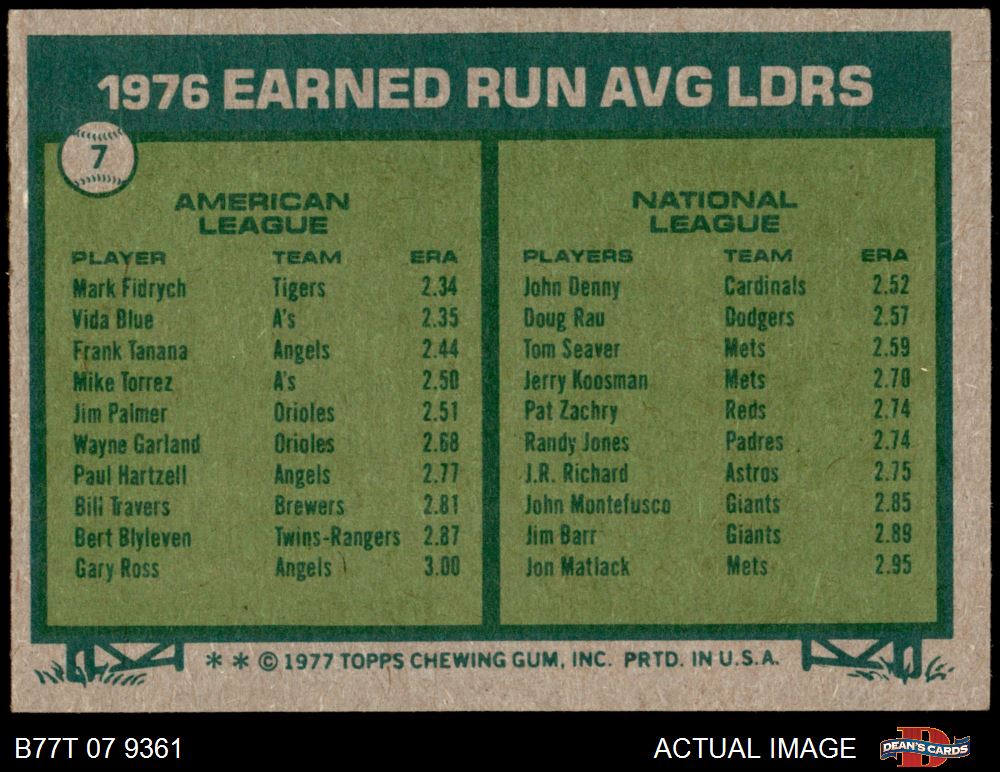 1976 EARNED RUN AVG LDRS
7
AMERICAN
LEAGUE
PLAYER TEAM ERA
Mark Fidrych Tigers 2.34
Vida Blue A's 2.35
Frank Tanana Angels 2.44
Mike Torrez A's 2.50
Jim Palmer Orioles 2.51
Wayne Garland Orioles 2.68
Paul Hartzell Angels 2.77
Bill Travers Brewers 2.81
Bert Blyleven Twins-Rangers 2.87
Gary Ross Angels 3.00
NATIONAL
LEAGUE
PLAYERS TEAM ERA
John Denny Cardinals 2.52
Doug Rau Dodgers 2.57
Tom Seaver Mets 2.59
Jerry Koosman Mets 2.70
Pat Zachry Reds 2.74
Randy Jones Padres 2.74
J.R. Richard Astros 2.75
John Montefusco Giants 2.85
Jim Barr Giants 2.89
Jon Matlack Mets 2.95
* * © 1977 TOPPS CHEWING GUM, INC. PRTD. IN U.S.A.
B77T 07 9361
ACTUAL IMAGE
DEAN'S CARDS